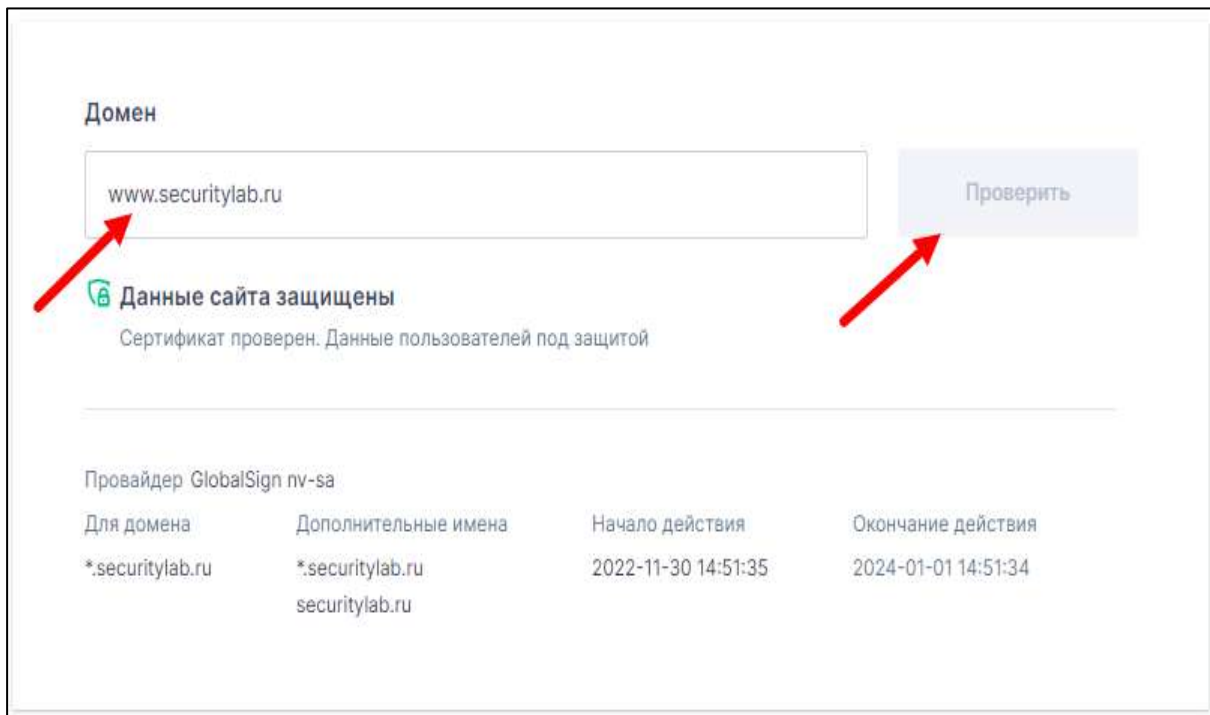 Домен
www.securitylab.ru
Проверить
Данные сайта защищены
Сертификат проверен. Данные пользователей под защитой
Провайдер GlobalSign nv-sa
Для домена Дополнительные имена Начало действия Окончание действия
*.securitylab.ru *.securitylab.ru 2022-11-30 14:51:35 2024-01-01 14:51:34
securitylab.ru